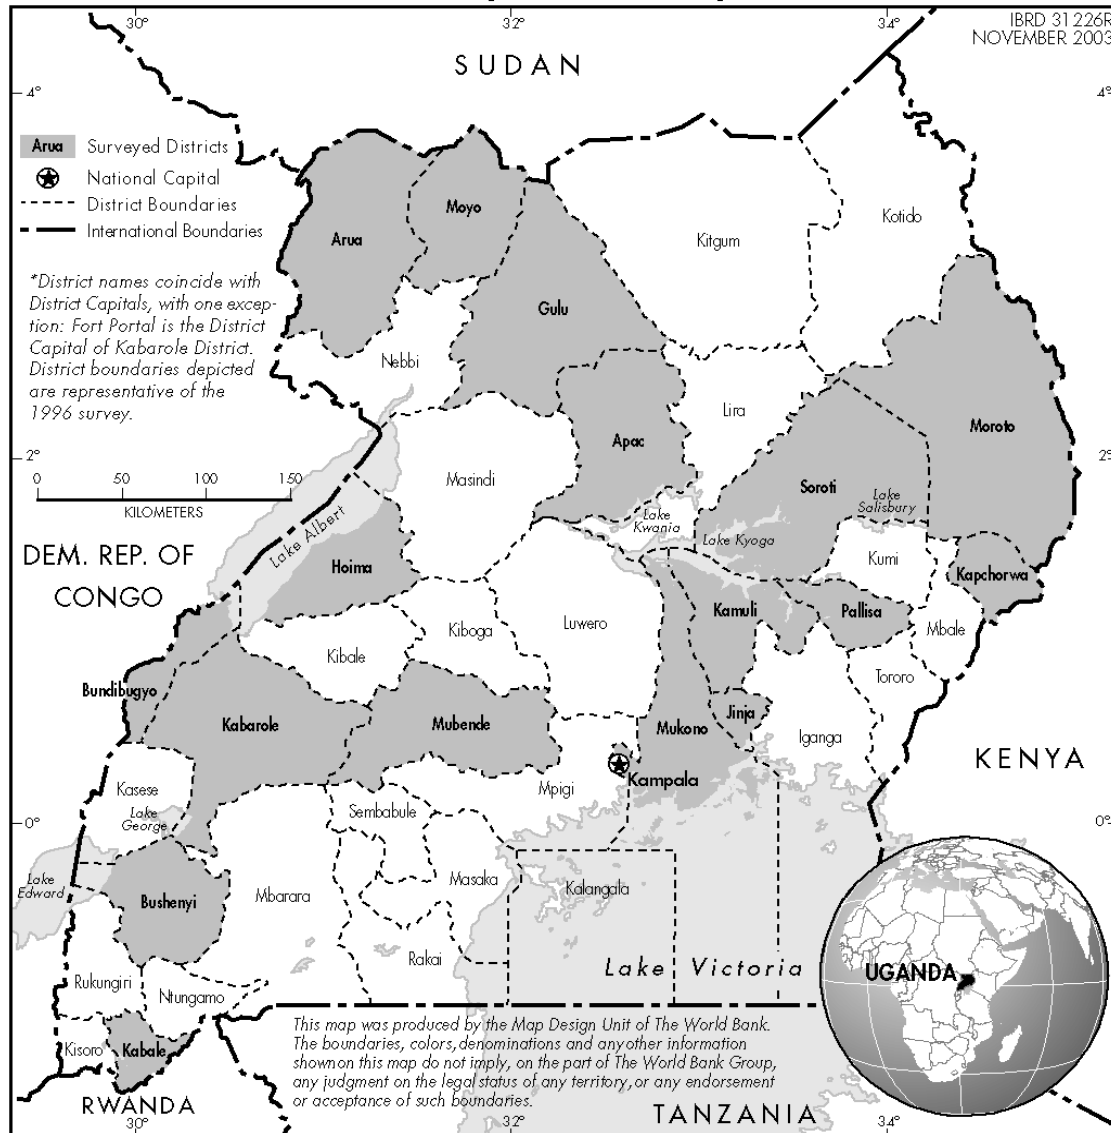 30°
32°
34°
IBRD 31226R
NOVEMBER 2003
SUDAN
4°
4°
Arua Surveyed Districts
National Capital
District Boundaries
International Boundaries
*District names coincide with
District Capitals, with one excep-
tion: Fort Portal is the District
Capital of Kabarole District.
District boundaries depicted
are representative of the
1996 survey.
Moyo
Arua
Kitgum
Kotido
Gulu
Nebbi
Lira
Moroto
Apac
2°
2°
0 50 100 150
KILOMETERS
Masindi
Soroti
Lake
Salisbury
Lake
Kwania
Lake Kyoga
Lake Albert
DEM. REP. OF
CONGO
Hoima
Kumi
Kapchorwa
Kamuli
Pallisa
Kiboga
Luwero
Mbale
Kibale
Tororo
Bundibugyo
Kabarole
Mubende
Mukono
Jinja
Iganga
KENYA
Kampala
Kasese
Mpigi
Lake
George
Sembabule
0°
0°
Lake
Edward
Bushenyi
Mbarara
Masaka
Kalangala
Rakai
Lake Victoria
UGANDA
Rukungiri
Ntungamo
Kisoro
Kabale
This map was produced by the Map Design Unit of The World Bank.
The boundaries, colors, denominations and any other information
shown on this map do not imply, on the part of The World Bank Group,
any judgment on the legal status of any territory, or any endorsement
or acceptance of such boundaries.
RWANDA
TANZANIA
30°
32°
34°